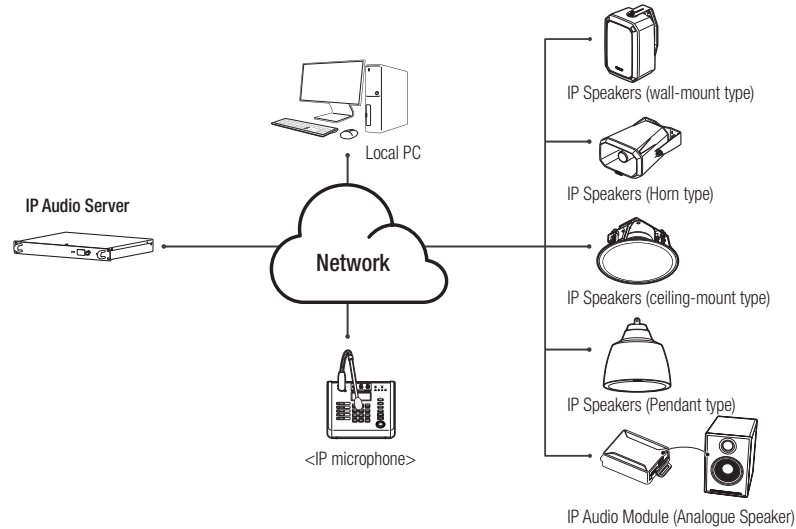 IP Speakers (wall-mount type)
Local PC
IP Speakers (Horn type)
IP Audio Server
Network
IP Speakers (ceiling-mount type)
IP Speakers (Pendant type)
<IP microphone>
IP Audio Module (Analogue Speaker)